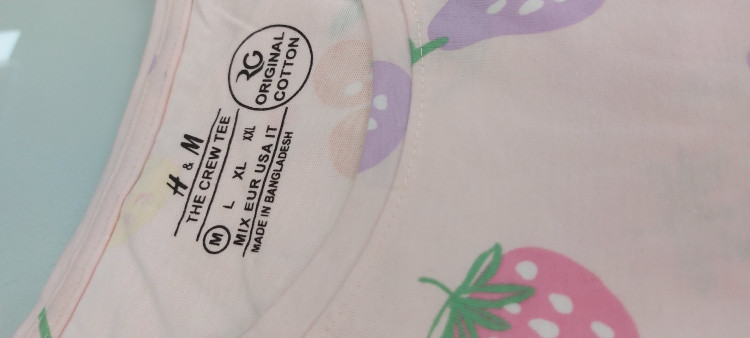 RG
ORIGINAL
COTTON
H & M
THE CREW TEE
M L XL XXL
MIX EUR USA IT
MADE IN BANGLADESH